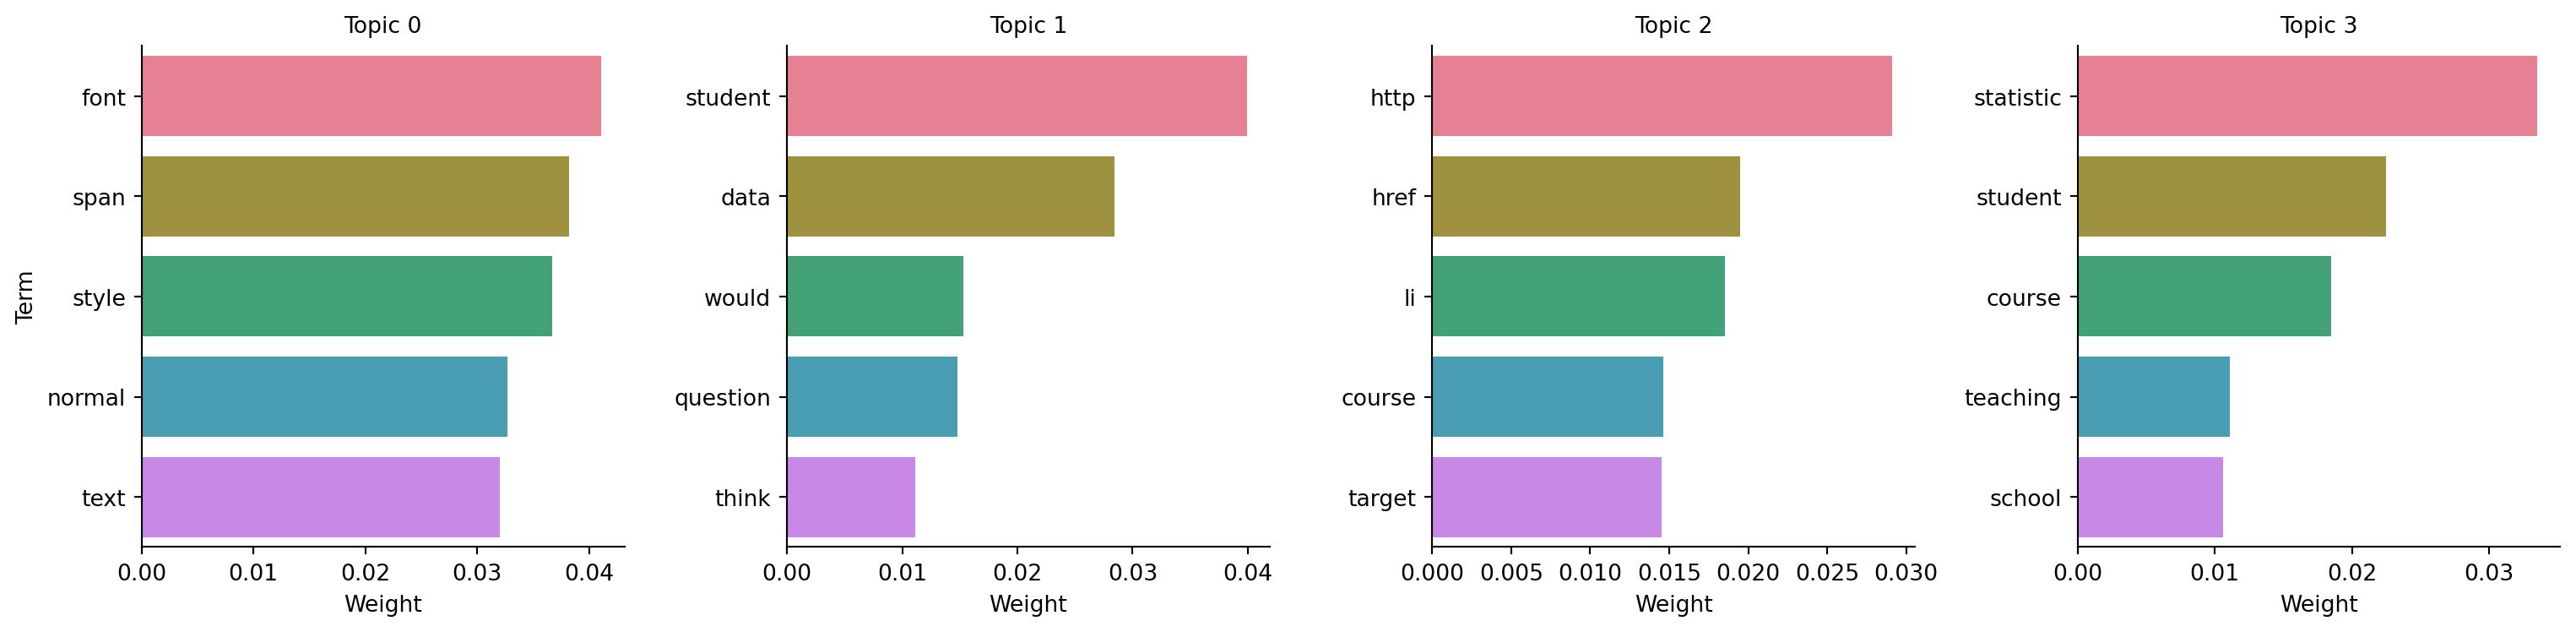 Topic 0
Term
font
span
style
normal
text
0.00 0.01 0.02 0.03 0.04
Weight
Topic 1
student
data
would
question
think
0.00 0.01 0.02 0.03 0.04
Weight
Topic 2
http
href
li
course
target
0.000 0.005 0.010 0.015 0.020 0.025 0.030
Weight
Topic 3
statistic
student
course
teaching
school
0.00 0.01 0.02 0.03
Weight